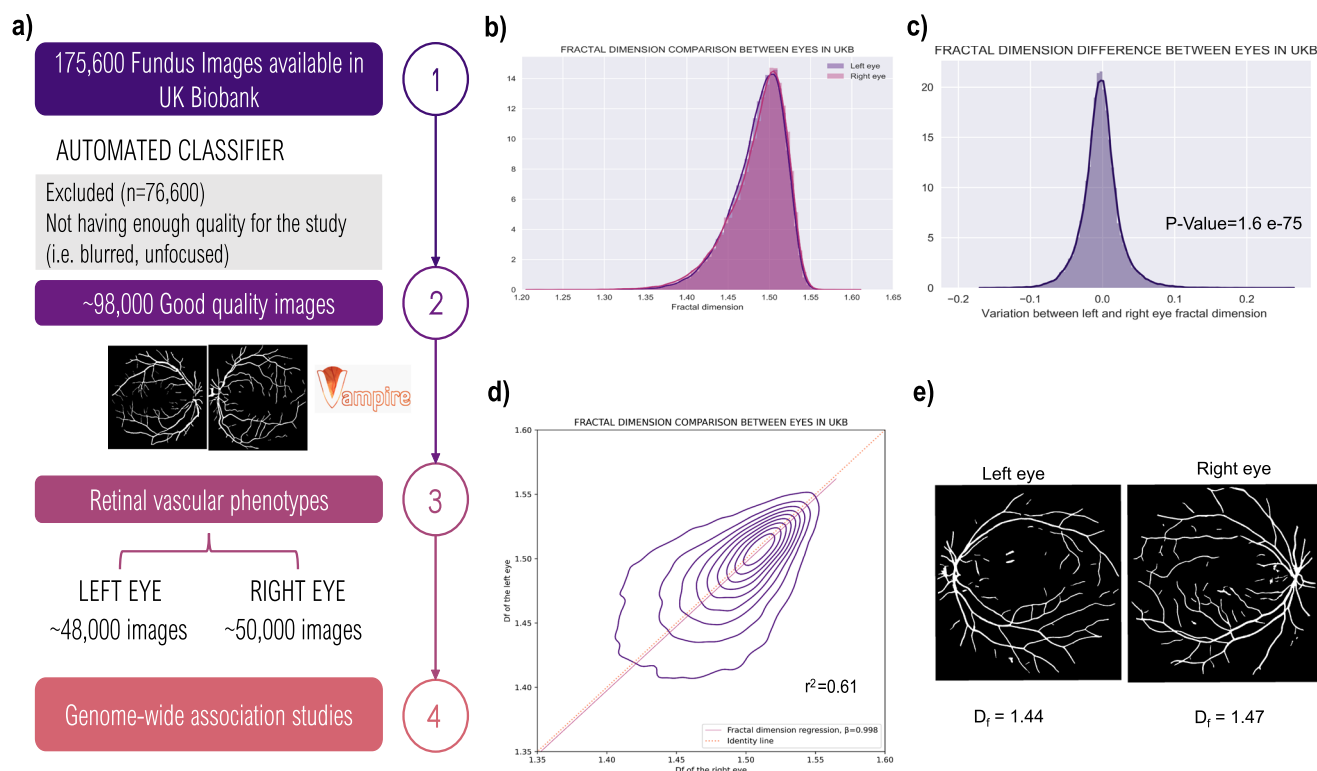 a)
175,600 Fundus Images available in
UK Biobank
1
AUTOMATED CLASSIFIER
Excluded (n=76,600)
Not having enough quality for the study
(i.e. blurred, unfocused)
~98,000 Good quality images
2
Vampire
Retinal vascular phenotypes
3
LEFT EYE
~48,000 images
RIGHT EYE
~50,000 images
Genome-wide association studies
4
b)
FRACTAL DIMENSION COMPARISON BETWEEN EYES IN UKB
Left eye
Right eye
14
12
10
8
6
4
2
0
1.20
1.25
1.30
1.35
1.40
1.45
1.50
1.55
1.60
1.65
Fractal dimension
c)
FRACTAL DIMENSION DIFFERENCE BETWEEN EYES IN UKB
20
15
10
5
0
P-Value=1.6 e-75
-0.2
-0.1
0.0
0.1
0.2
Variation between left and right eye fractal dimension
d)
FRACTAL DIMENSION COMPARISON BETWEEN EYES IN UKB
1.60
1.55
1.50
1.45
1.40
1.35
Df of the left eye
r²=0.61
Fractal dimension regression, β=0.998
Identity line
1.35
1.40
1.45
1.50
1.55
1.60
Df of the right eye
e)
Left eye
Right eye
Df = 1.44
Df = 1.47